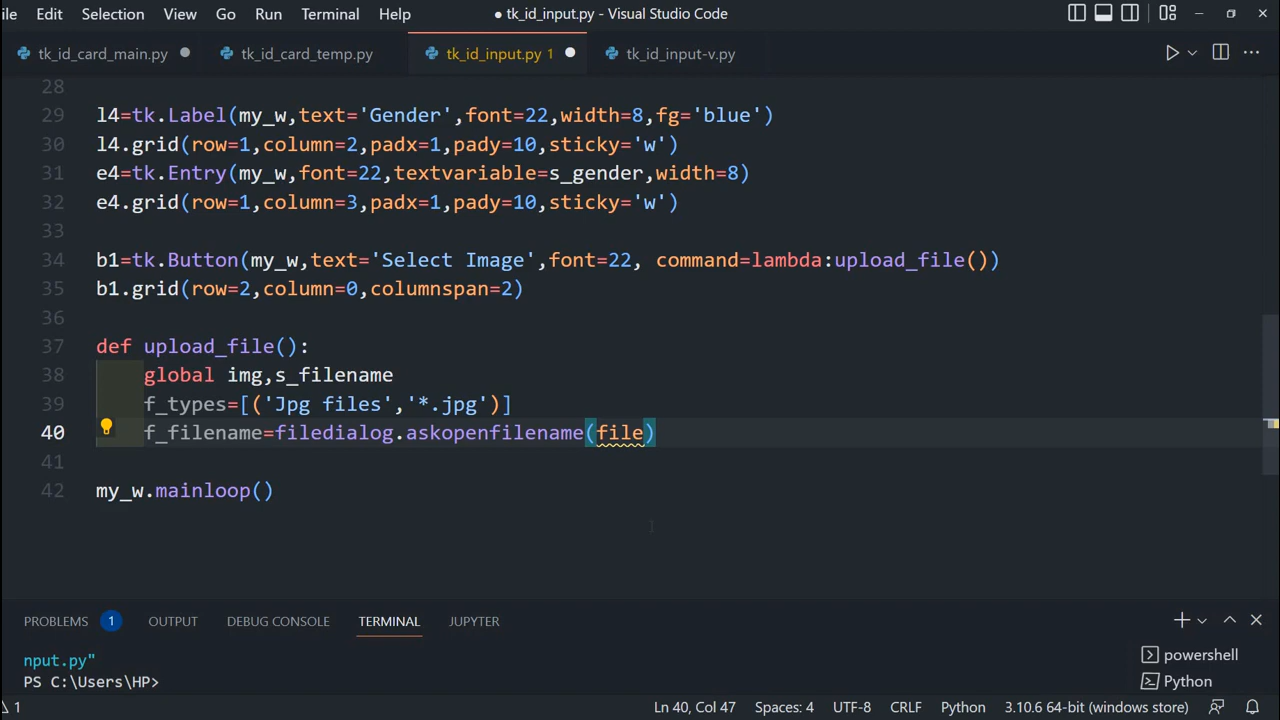 ile Edit Selection View Go Run Terminal Help ● tk_id_input.py - Visual Studio Code
tk_id_card_main.py tk_id_card_temp.py tk_id_input.py 1 tk_id_input-v.py
28
29 l4=tk.Label(my_w,text='Gender',font=22,width=8,fg='blue')
30 l4.grid(row=1,column=2,padx=1,pady=10,sticky='w')
31 e4=tk.Entry(my_w,font=22,textvariable=s_gender,width=8)
32 e4.grid(row=1,column=3,padx=1,pady=10,sticky='w')
33
34 b1=tk.Button(my_w,text='Select Image',font=22, command=lambda:upload_file())
35 b1.grid(row=2,column=0,columnspan=2)
36
37 def upload_file():
38 global img,s_filename
39 f_types=[('Jpg files','*.jpg')]
40 f_filename=filedialog.askopenfilename(file)
41
42 my_w.mainloop()
PROBLEMS 1 OUTPUT DEBUG CONSOLE TERMINAL JUPYTER
nput.py"
PS C:\Users\HP>
powershell
Python
1 Ln 40, Col 47 Spaces: 4 UTF-8 CRLF Python 3.10.6 64-bit (windows store)